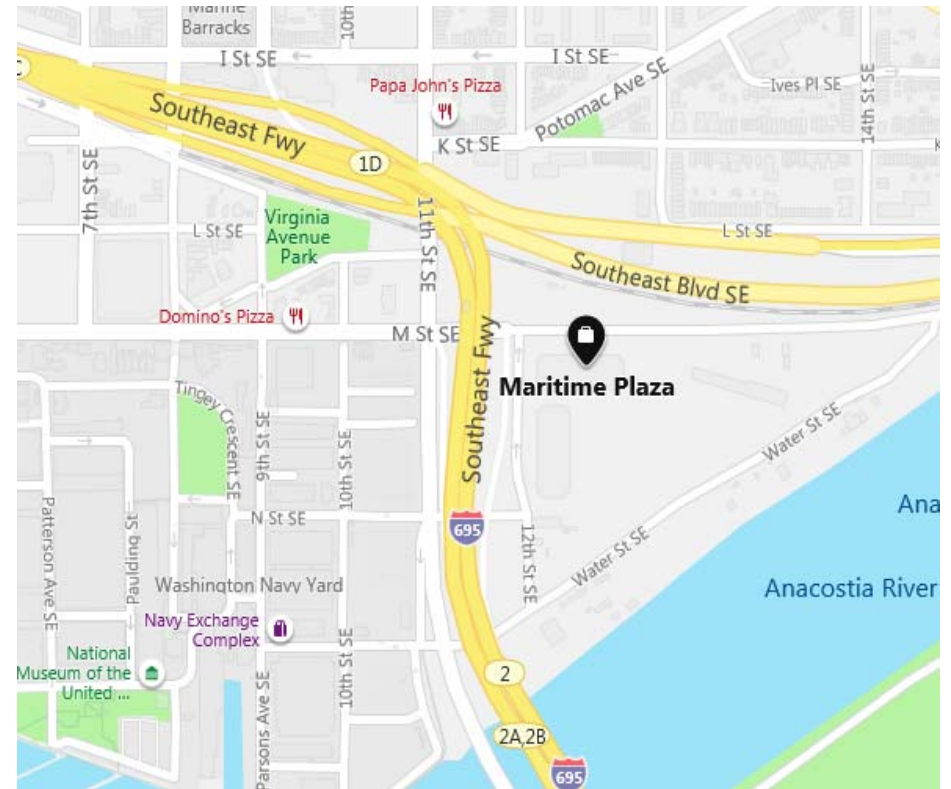 Marine
Barracks
10th
I St SE
I St SE
Papa John's Pizza
Potomac Ave SE
Ives Pl SE
14th St SE
Southeast Fwy
1D
K St SE
K
7th St SE
11th St SE
Virginia
Avenue
Park
L St SE
L St SE
Southeast Blvd SE
Domino's Pizza
M St SE
Southeast Fwy
Maritime Plaza
Tingey Crescent SE
9th St SE
10th St SE
Water St SE
Patterson Ave SE
Paulding St
N St SE
695
12th St SE
Water St SE
Ana
Anacostia River
Washington Navy Yard
Navy Exchange
Complex
National
Museum of the
United ...
10th St SE
Parsons Ave SE
2
2A,2B
695